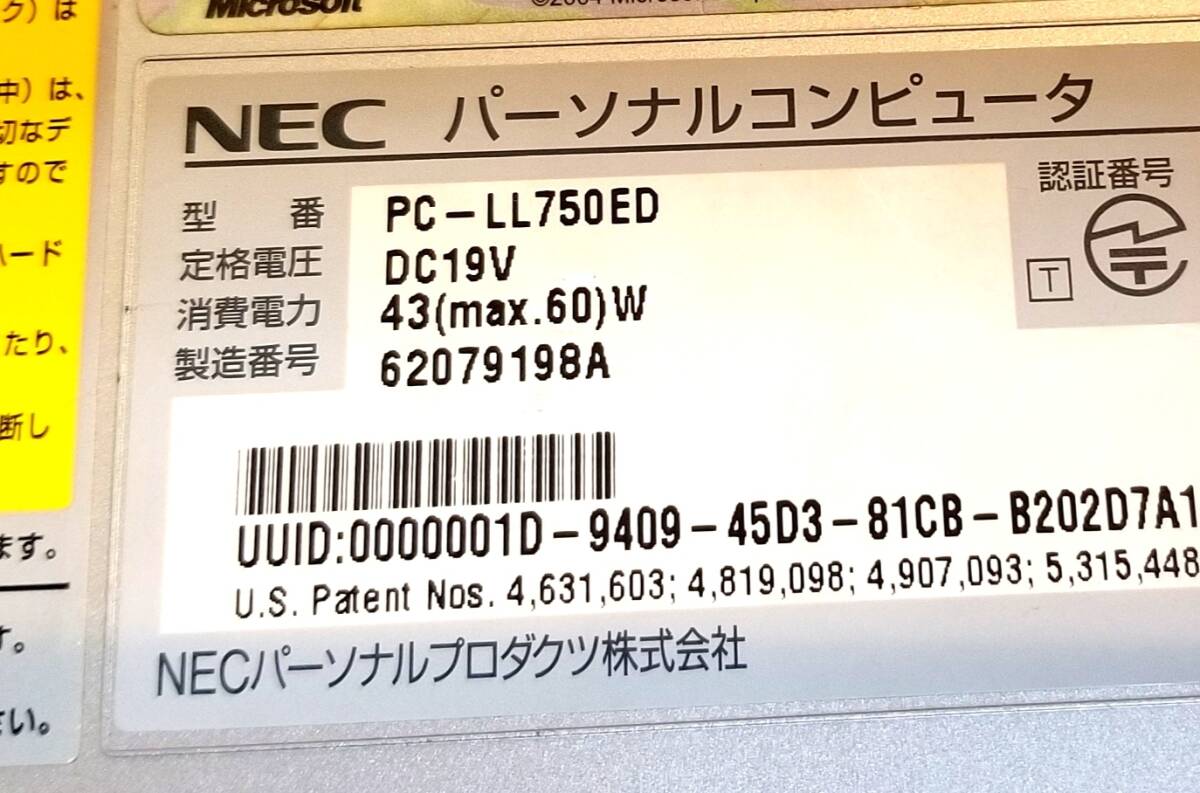 ク）は
Microsoft
中）は、
切なデ
すので
ハード
たり、
断し
ます。
す。
さい。
NEC パーソナルコンピュータ
型番 PC-LL750ED
定格電圧 DC19V
消費電力 43(max.60)W
製造番号 62079198A
認証番号
T
UUID:0000001D-9409-45D3-81CB-B202D7A1
U.S. Patent Nos. 4,631,603; 4,819,098; 4,907,093; 5,315,448
NECパーソナルプロダクツ株式会社